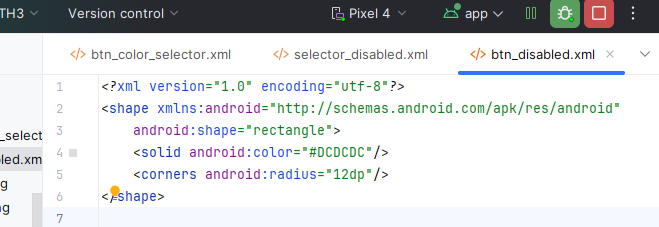 TH3 Version control Pixel 4 app
btn_color_selector.xml selector_disabled.xml btn_disabled.xml
1 <?xml version="1.0" encoding="utf-8"?>
2 <shape xmlns:android="http://schemas.android.com/apk/res/android"
3 android:shape="rectangle">
_select 4 <solid android:color="#DCDCDC"/>
led.xm 5 <corners android:radius="12dp"/>
g 6 </shape>
ng 7